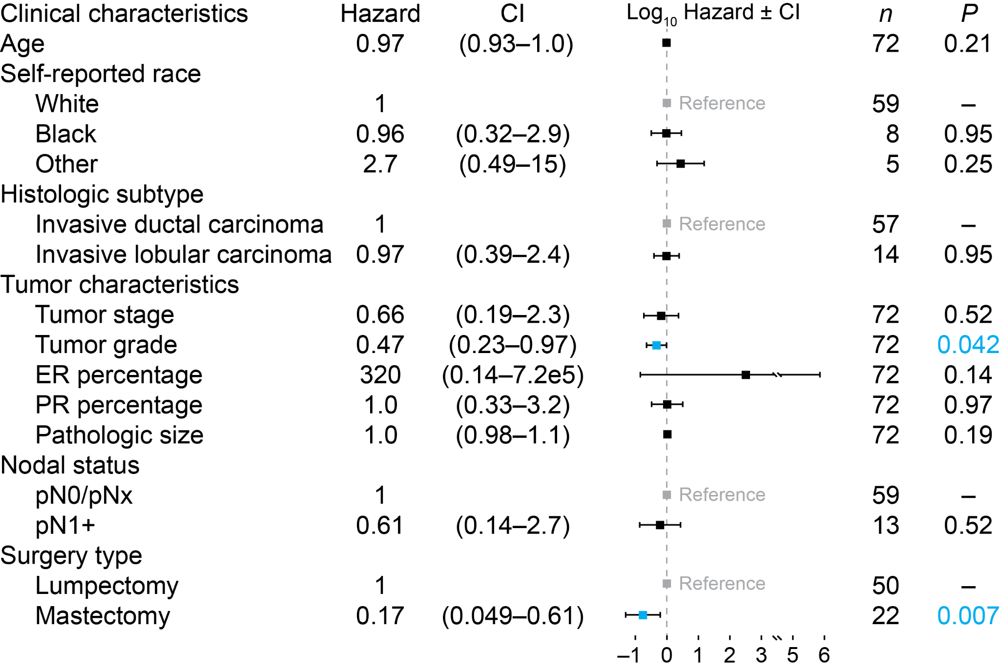 Clinical characteristics Hazard CI Log10 Hazard ± CI n P
Age 0.97 (0.93–1.0) 72 0.21
Self-reported race
White 1 Reference 59 –
Black 0.96 (0.32–2.9) 8 0.95
Other 2.7 (0.49–15) 5 0.25
Histologic subtype
Invasive ductal carcinoma 1 Reference 57 –
Invasive lobular carcinoma 0.97 (0.39–2.4) 14 0.95
Tumor characteristics
Tumor stage 0.66 (0.19–2.3) 72 0.52
Tumor grade 0.47 (0.23–0.97) 72 0.042
ER percentage 320 (0.14–7.2e5) 72 0.14
PR percentage 1.0 (0.33–3.2) 72 0.97
Pathologic size 1.0 (0.98–1.1) 72 0.19
Nodal status
pN0/pNx 1 Reference 59 –
pN1+ 0.61 (0.14–2.7) 13 0.52
Surgery type
Lumpectomy 1 Reference 50 –
Mastectomy 0.17 (0.049–0.61) 22 0.007
–1 0 1 2 3 5 6